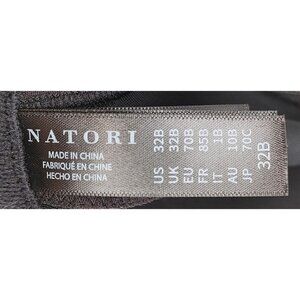 NATORI
MADE IN CHINA
FABRIQUÉ EN CHINE
HECHO EN CHINA
US 32B
UK 32B
EU 70B
FR 85B
IT 1B
AU 10B
JP 70C
32B